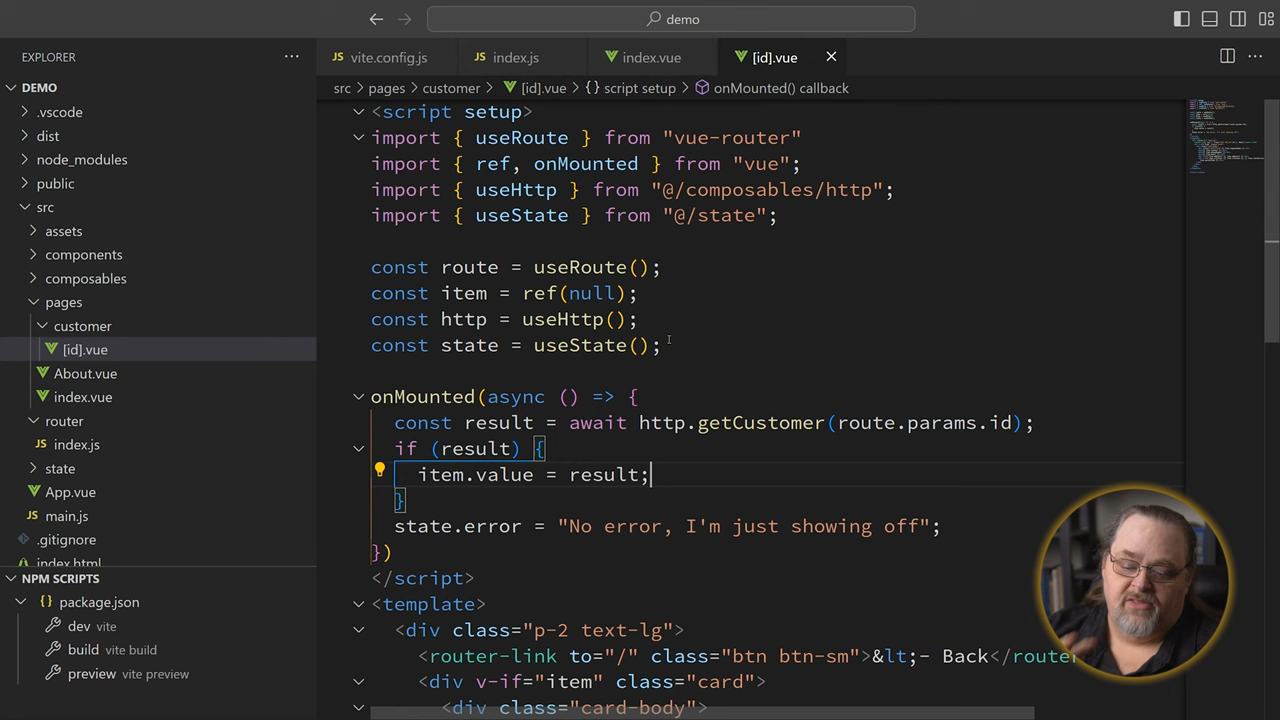 demo
EXPLORER
DEMO
.vscode
dist
node_modules
public
src
assets
components
composables
pages
customer
[id].vue
About.vue
index.vue
router
JS index.js
state
App.vue
JS main.js
.gitignore
index.html
NPM SCRIPTS
{} package.json
dev vite
build vite build
preview vite preview
JS vite.config.js
JS index.js
index.vue
[id].vue
src > pages > customer > [id].vue > {} script setup > onMounted() callback
<script setup>
import { useRoute } from "vue-router"
import { ref, onMounted } from "vue";
import { useHttp } from "@/composables/http";
import { useState } from "@/state";
const route = useRoute();
const item = ref(null);
const http = useHttp();
const state = useState();
onMounted(async () => {
const result = await http.getCustomer(route.params.id);
if (result) {
item.value = result;
}
state.error = "No error, I'm just showing off";
})
</script>
<template>
<div class="p-2 text-lg">
<router-link to="/" class="btn btn-sm">&lt;- Back</router
<div v-if="item" class="card">
<div class="card-body">